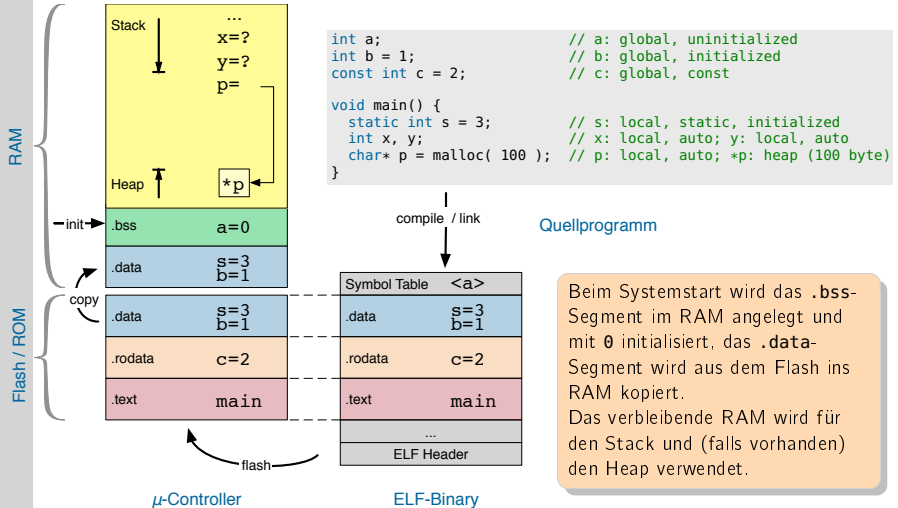 RAM
Flash / ROM
Stack
...
x=?
y=?
p=
Heap
*p
init
.bss
a=0
.data
s=3
b=1
copy
.data
s=3
b=1
.rodata
c=2
.text
main
flash
µ-Controller
int a; // a: global, uninitialized
int b = 1; // b: global, initialized
const int c = 2; // c: global, const
void main() {
static int s = 3; // s: local, static, initialized
int x, y; // x: local, auto; y: local, auto
char* p = malloc( 100 ); // p: local, auto; *p: heap (100 byte)
}
compile / link
Quellprogramm
Symbol Table <a>
.data
s=3
b=1
.rodata
c=2
.text
main
...
ELF Header
ELF-Binary
Beim Systemstart wird das .bss-
Segment im RAM angelegt und
mit 0 initialisiert, das .data-
Segment wird aus dem Flash ins
RAM kopiert.
Das verbleibende RAM wird für
den Stack und (falls vorhanden)
den Heap verwendet.